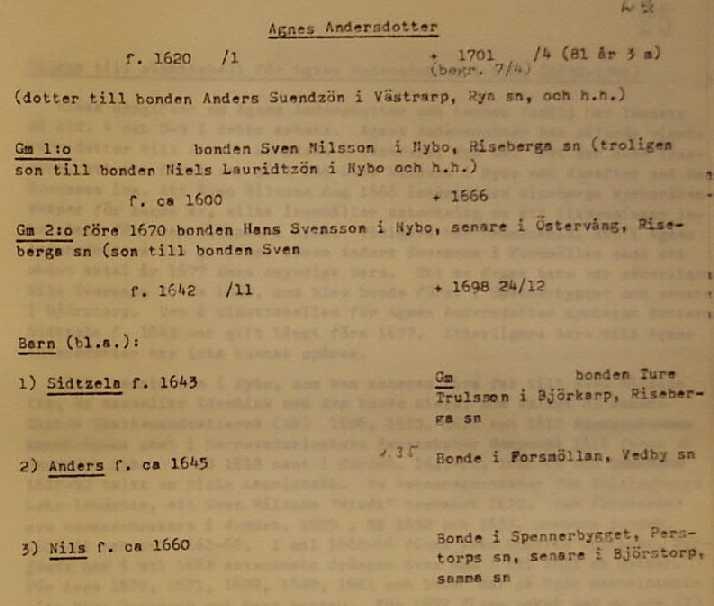 Agnes Andersdotter
f. 1620 /1 + 1701 /4 (81 år 3 m)
(begr. 7/4)
(dotter till bonden Anders Suendzön i Västrarp, Rya sn, och h.h.)
Gm 1:o bonden Sven Nilsson i Nybo, Riseberga sn (troligen
son till bonden Niels Lauridtzön i Nybo och h.h.)
f. ca 1600 + 1666
Gm 2:o före 1670 bonden Hans Svensson i Nybo, senare i Östervång, Rise-
berga sn (son till bonden Sven
f. 1642 /11 + 1698 24/12
Barn (bl.a.):
1) Sidtzela f. 1643 Gm bonden Ture
Trulsson i Björkarp, Riseber-
ga sn
2) Anders f. ca 1645 s.35 Bonde i Forsmöllan, Vedby sn
3) Nils f. ca 1660 Bonde i Spennerbygget, Pers-
torps sn, senare i Björstorp,
samma sn